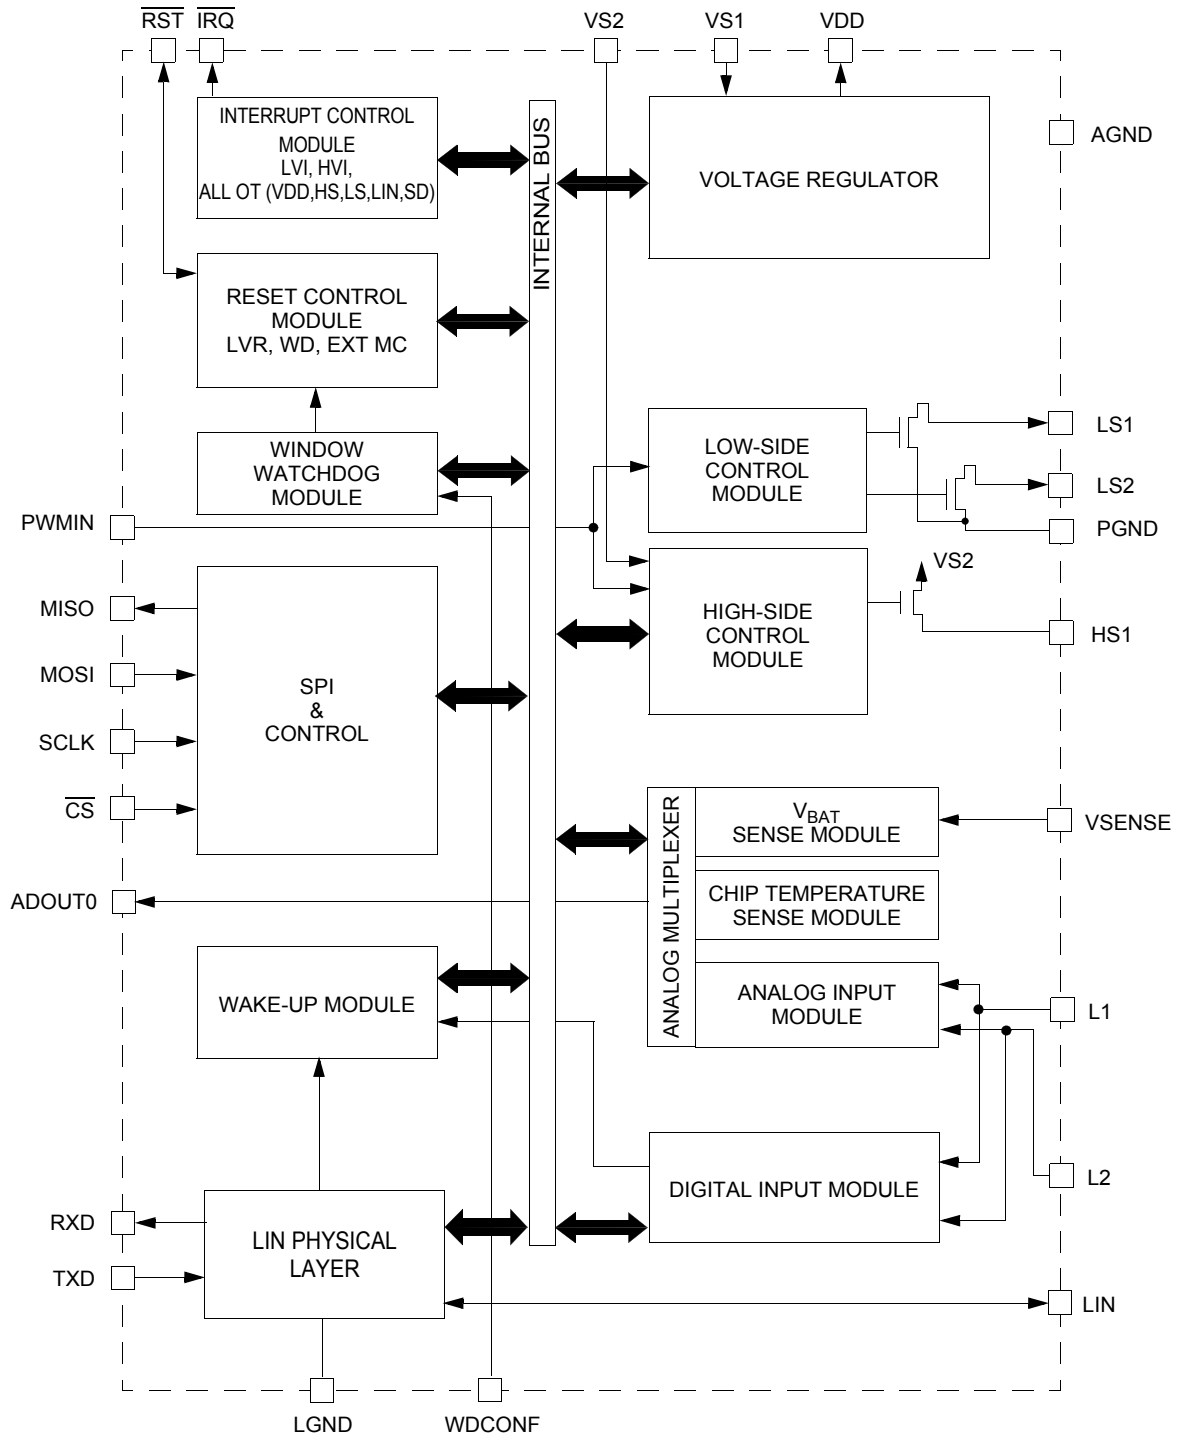 RST IRQ VS2 VS1 VDD
INTERRUPT CONTROL
MODULE
LVI, HVI,
ALL OT (VDD,HS,LS,LIN,SD)
INTERNAL BUS
VOLTAGE REGULATOR
AGND
RESET CONTROL
MODULE
LVR, WD, EXT MC
WINDOW
WATCHDOG
MODULE
LOW-SIDE
CONTROL
MODULE
LS1
LS2
PGND
PWMIN
VS2
HIGH-SIDE
CONTROL
MODULE
HS1
MISO
MOSI
SCLK
CS
SPI
&
CONTROL
ANALOG MULTIPLEXER
VBAT
SENSE MODULE
VSENSE
CHIP TEMPERATURE
SENSE MODULE
ADOUT0
ANALOG INPUT
MODULE
L1
WAKE-UP MODULE
DIGITAL INPUT MODULE
L2
RXD
TXD
LIN PHYSICAL
LAYER
LIN
LGND WDCONF